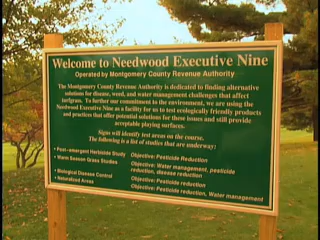 Welcome to Needwood Executive Nine
Operated by Montgomery County Revenue Authority
The Montgomery County Revenue Authority is dedicated to finding alternative
solutions for disease, weed, and water management challenges that affect
turfgrass. To further our commitment to the environment, we are using the
Needwood Executive Nine as a facility for us to test ecologically friendly products
and practices that offer potential solutions for these issues and still provide
acceptable playing surfaces.
Signs will identify test areas on the course.
The following is a list of studies that are underway:
• Post-emergent Herbicide Study Objective: Pesticide Reduction
• Warm Season Grass Studies Objective: Water management, pesticide
reduction, disease reduction
• Biological Disease Control Objective: Pesticide reduction
• Naturalized Areas Objective: Pesticide reduction, Water management